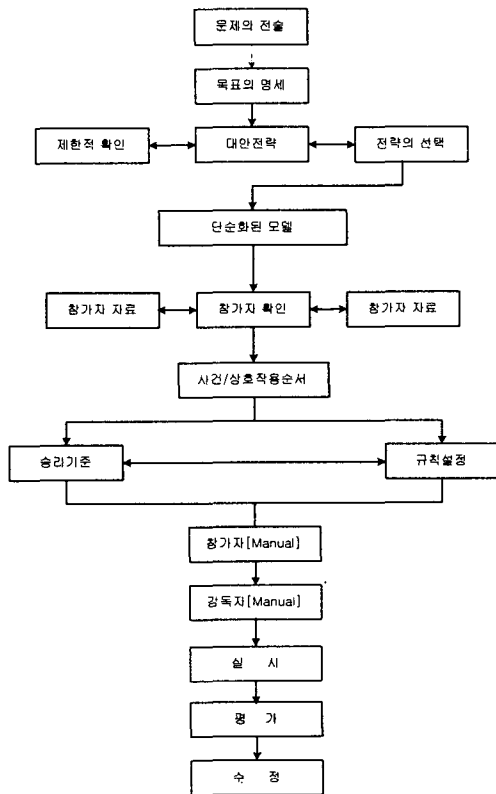 문제의 전술
목표의 명세
제한적 확인
대안전략
전략의 선택
단순화된 모델
참가자 자료
참가자 확인
참가자 자료
사건/상호작용순서
승리기준
규칙설정
참가자[Manual]
감독자[Manual]
실 시
평 가
수 정